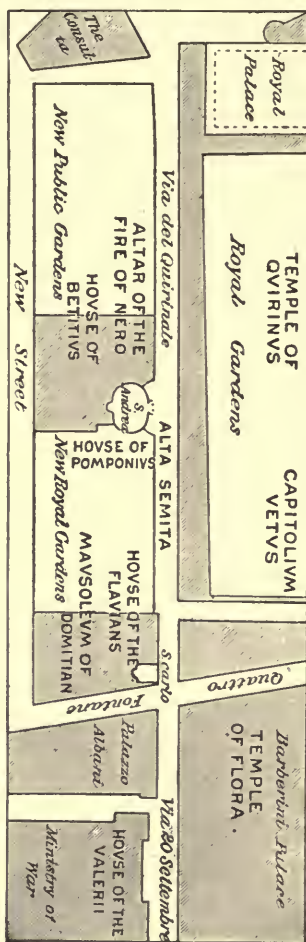 The
Consul-
ta
Royal
Palace
TEMPLE OF
QVIRINVS
Royal Gardens
CAPITOLIVM
VETVS
Via del Quirinale
ALTA SEMITA
ALTAR OF THE
FIRE OF NERO
HOVSE OF
BETITIVS
New Public Gardens
New Street
S. Andrea
HOVSE OF
POMPONIVS
HOVSE OF THE
FLAVIANS
MAVSOLEVM OF
DOMITIAN
New Royal Gardens
S Carlo
Quattro
Fontane
Barberini Palace
TEMPLE
OF FLORA.
Palazzo
Albani
Via 20 Settembre
HOVSE OF THE
VALERII
Ministry of
War